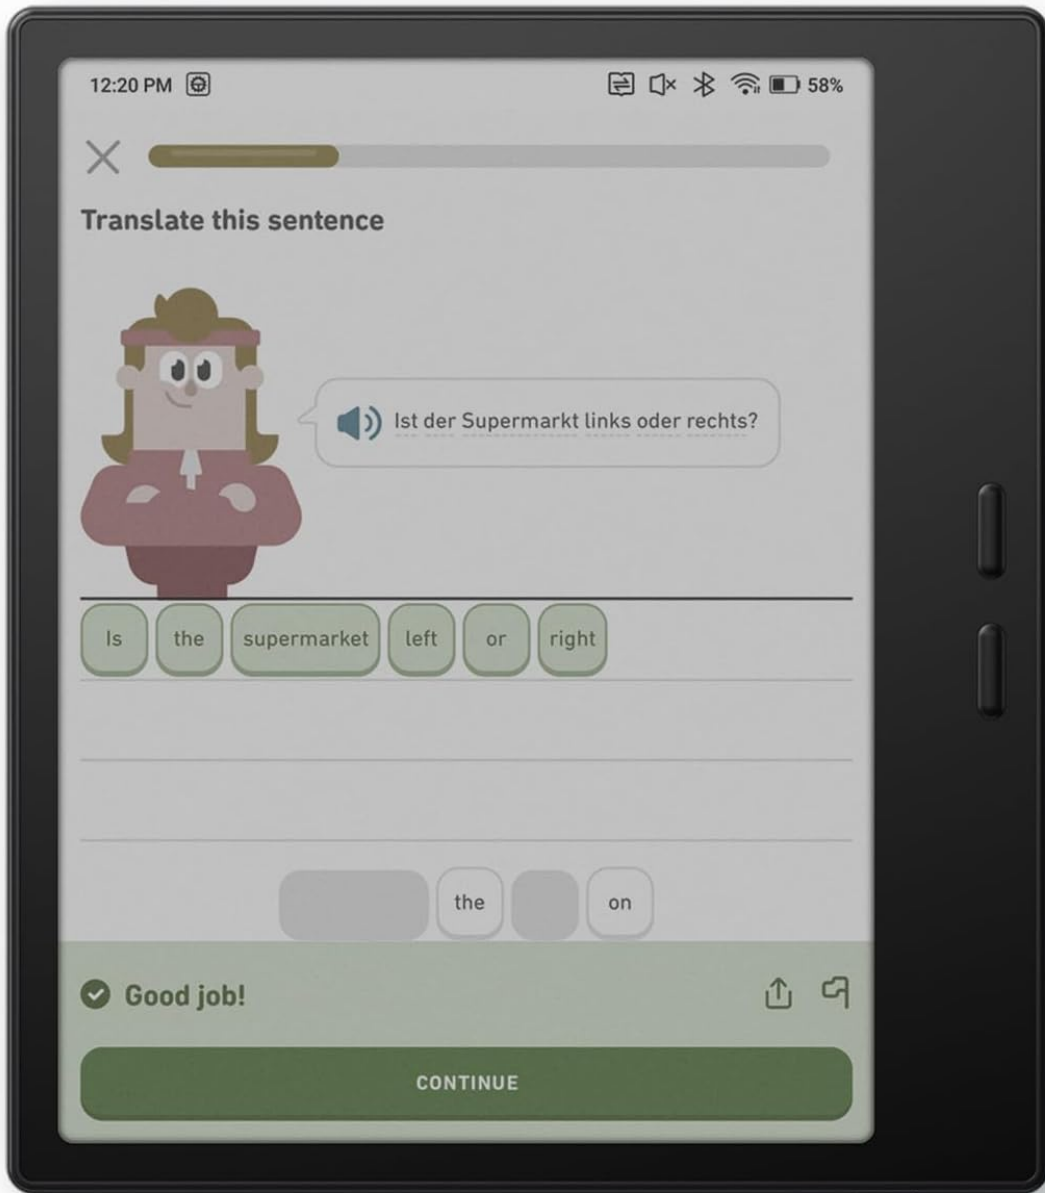 12:20 PM 58%
Translate this sentence
Ist der Supermarkt links oder rechts?
Is the supermarket left or right
the on
Good job!
CONTINUE